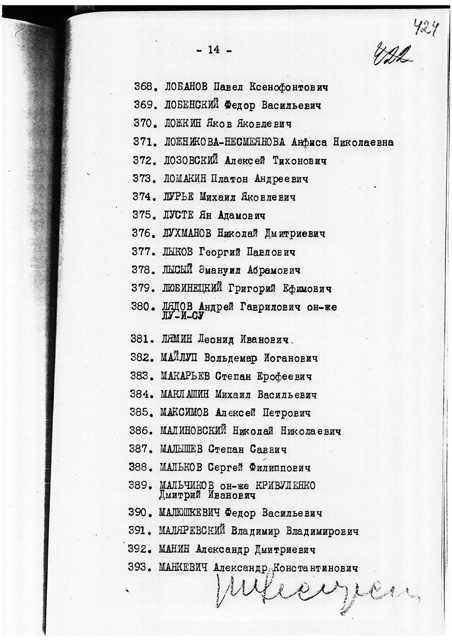 424
- 14 -
422
368. ЛОБАНОВ Павел Ксенофонтович
369. ЛОБЕНСКИЙ Федор Васильевич
370. ЛОЖКИН Яков Яковлевич
371. ЛОЖНИКОВА-НЕСМЕЯНОВА Анфиса Николаевна
372. ЛОЗОВСКИЙ Алексей Тихонович
373. ЛОМАКИН Платон Андреевич
374. ЛУРЬЕ Михаил Яковлевич
375. ЛУСТЕ Ян Адамович
376. ЛУХМАНОВ Николай Дмитриевич
377. ЛЫКОВ Георгий Павлович
378. ЛЫСЫЙ Эмануил Абрамович
379. ЛЮБИНЕЦКИЙ Григорий Ефимович
380. ЛЯДОВ Андрей Гаврилович он-же
ЛУ-И-СУ
381. ЛЯМИН Леонид Иванович.
382. МАЙЛУП Вольдемар Иоганович
383. МАКАРЬЕВ Степан Ерофеевич
384. МАКЛАШИН Михаил Васильевич
385. МАКСИМОВ Алексей Петрович
386. МАЛИНОВСКИЙ Николай Николаевич
387. МАЛЫШЕВ Степан Саввич
388. МАЛЬКОВ Сергей Филиппович
389. МАЛЬЧИКОВ он-же КРИВУЛЕНКО
Дмитрий Иванович
390. МАЛЮШКЕВИЧ Федор Васильевич
391. МАЛЯРЕВСКИЙ Владимир Владимирович
392. МАНИН Александр Дмитриевич
393. МАНКЕВИЧ Александр Константинович